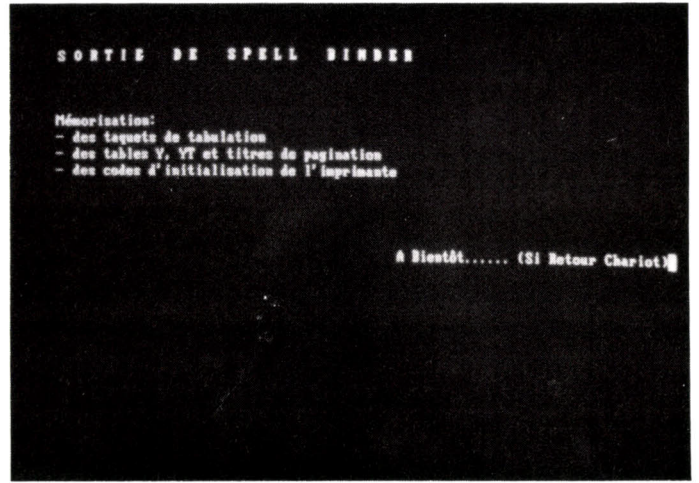 SORTIE DE SPELL BINDER
Mémorisation:
- des taquets de tabulation
- des tables Y, YT et titres de pagination
- des codes d'initialisation de l'imprimante
A Bientôt...... (Si Retour Chariot)